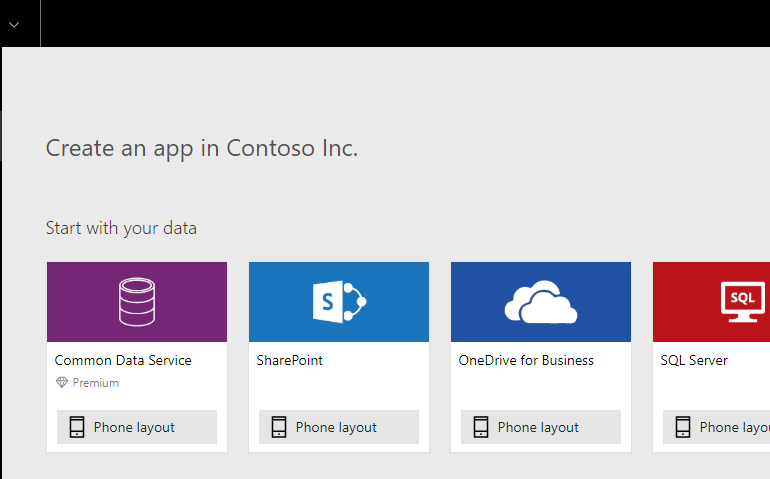 Create an app in Contoso Inc.
Start with your data
S
SQL
Common Data Service
SharePoint
OneDrive for Business
SQL Server
Premium
Phone layout
Phone layout
Phone layout
Phone layou